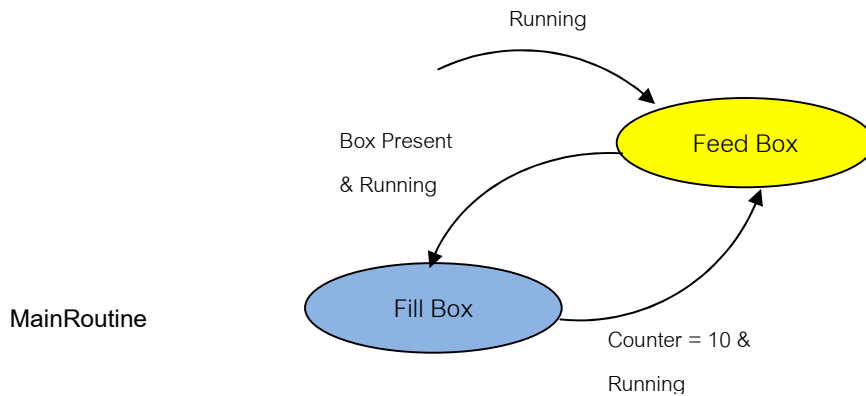 Running
Feed Box
Box Present
& Running
Fill Box
MainRoutine
Counter = 10 &
Running